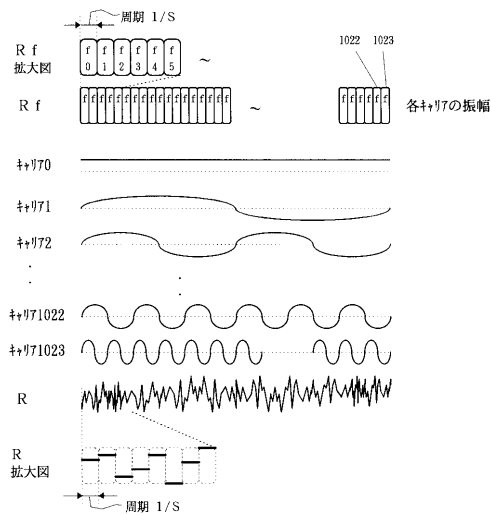 周期 1/S
Rf
拡大図
f f f f f f
0 1 2 3 4 5
~
1022 1023
Rf
f f f f f f f f f f f f f f f f f f
~
f f f f f f
各ｷｬﾘｱの振幅
ｷｬﾘｱ0
ｷｬﾘｱ1
ｷｬﾘｱ2
ｷｬﾘｱ1022
ｷｬﾘｱ1023
R
R
拡大図
周期 1/S